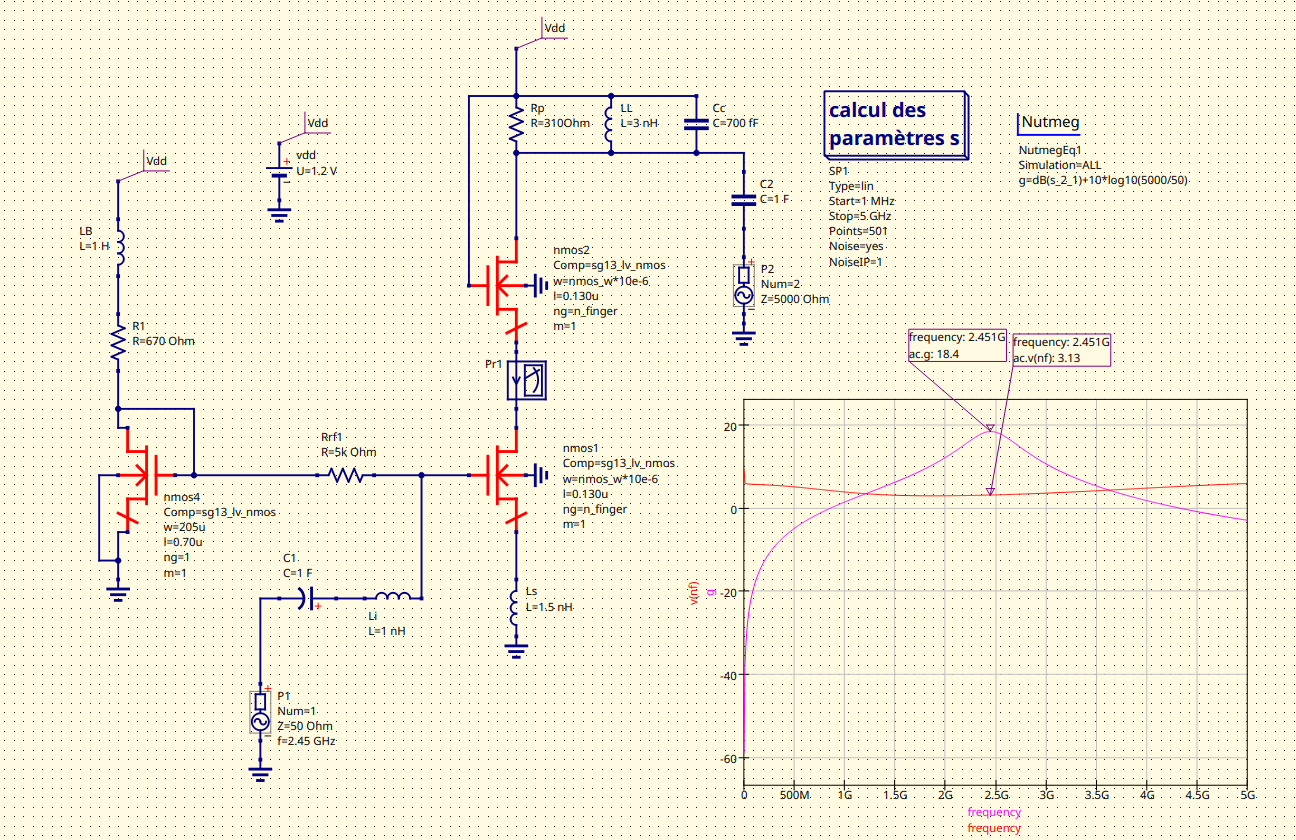 Vdd
Vdd
vdd
U=1.2 V
Vdd
LB
L=1 H
R1
R=670 Ohm
Rp
R=310Ohm
LL
L=3 nH
Cc
C=700 fF
C2
C=1 F
P2
Num=2
Z=5000 Ohm
calcul des
paramètres s
SP1
Type=lin
Start=1 MHz
Stop=5 GHz
Points=501
Noise=yes
NoiseIP=1
Nutmeg
NutmegEq1
Simulation=ALL
g=dB(s_2_1)+10*log10(5000/50)
nmos2
Comp=sg13_lv_nmos
w=nmos_w*10e-6
l=0.130u
ng=n_finger
m=1
Pr1
Rrf1
R=5k Ohm
nmos1
Comp=sg13_lv_nmos
w=nmos_w*10e-6
l=0.130u
ng=n_finger
m=1
nmos4
Comp=sg13_lv_nmos
w=205u
l=0.70u
ng=1
m=1
C1
C=1 F
Li
L=1 nH
Ls
L=1.5 nH
P1
Num=1
Z=50 Ohm
f=2.45 GHz
frequency: 2.451G
ac.g: 18.4
frequency: 2.451G
ac.v(nf): 3.13
20
0
-20
-40
-60
v(nf)
g
0
500M
1G
1.5G
2G
2.5G
3G
3.5G
4G
4.5G
5G
frequency
frequency